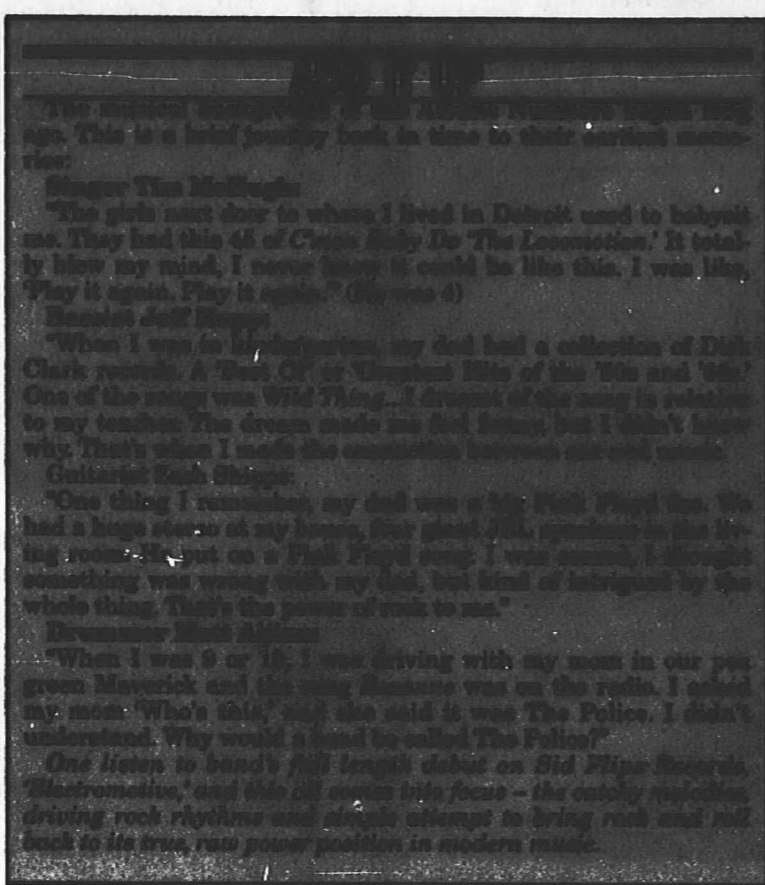 The musical background of the Atomic Numbers began long
ago. This is a brief journey back in time to their earliest memo-
ries:
Singer Tim
"The girls next door to where I lived in Detroit used to babysit
me. They had this 45 of C'mon Baby Do 'The Locomotion.' It total-
ly blew my mind, I never knew it could be like this. I was like,
'Play it again. Play it again.'" (He was 4)
Bassist Jeff
"When I was in kindergarten, my dad had a collection of Dick
Clark records. A 'Best Of' or 'Greatest Hits of the '50s and '60s.'
One of the songs was Wild Thing...I dreamt of the song in relation
to my teacher. The dream made me feel funny, but I didn't know
why. That's when I made the connection between sex and music.
Guitarist Zach Shipps:
"One thing I remember, my dad was a big Pink Floyd fan. We
had a huge stereo at my house, four giant JBL speakers in the liv-
ing room. He put on a Pink Floyd song. I was scared, I thought
something was wrong with my dad, but kind of intrigued by the
whole thing. That's the power of rock to me."
Drummer Matt
"When I was 9 or 10, I was driving with my mom in our pea
green Maverick and the song Roxanne was on the radio. I asked
my mom 'Who's this,' and she said it was The Police. I didn't
understand. Why would a band be called The Police?"
One listen to band's full length debut on Sid Flips Records,
'Electromotive,' and this all comes into focus – the catchy melodies,
driving rock rhythms and simple attempt to bring rock and roll
back to its true, raw power position in modern music.